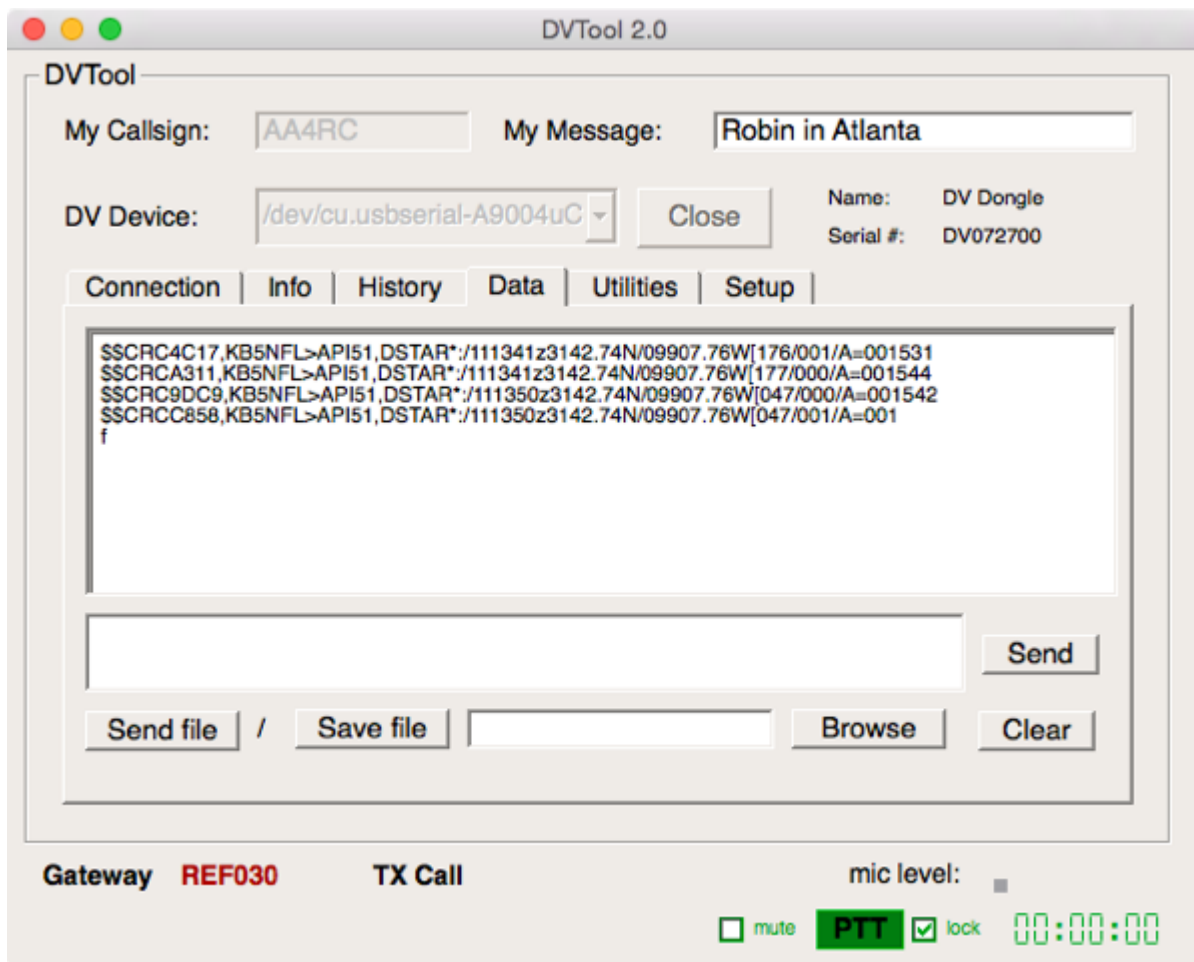 DVTool 2.0
DVTool
My Callsign: AA4RC My Message: Robin in Atlanta
DV Device: /dev/cu.usbserial-A9004uC Close Name: DV Dongle
Serial #: DV072700
Connection Info History Data Utilities Setup
$$CRC4C17,KB5NFL>API51,DSTAR*:/111341z3142.74N/09907.76W[176/001/A=001531
$$CRCA311,KB5NFL>API51,DSTAR*:/111341z3142.74N/09907.76W[177/000/A=001544
$$CRC9DC9,KB5NFL>API51,DSTAR*:/111350z3142.74N/09907.76W[047/000/A=001542
$$CRCC858,KB5NFL>API51,DSTAR*:/111350z3142.74N/09907.76W[047/001/A=001
f
Send
Send file / Save file Browse Clear
Gateway REF030 TX Call mic level:
mute PTT lock 00:00:00